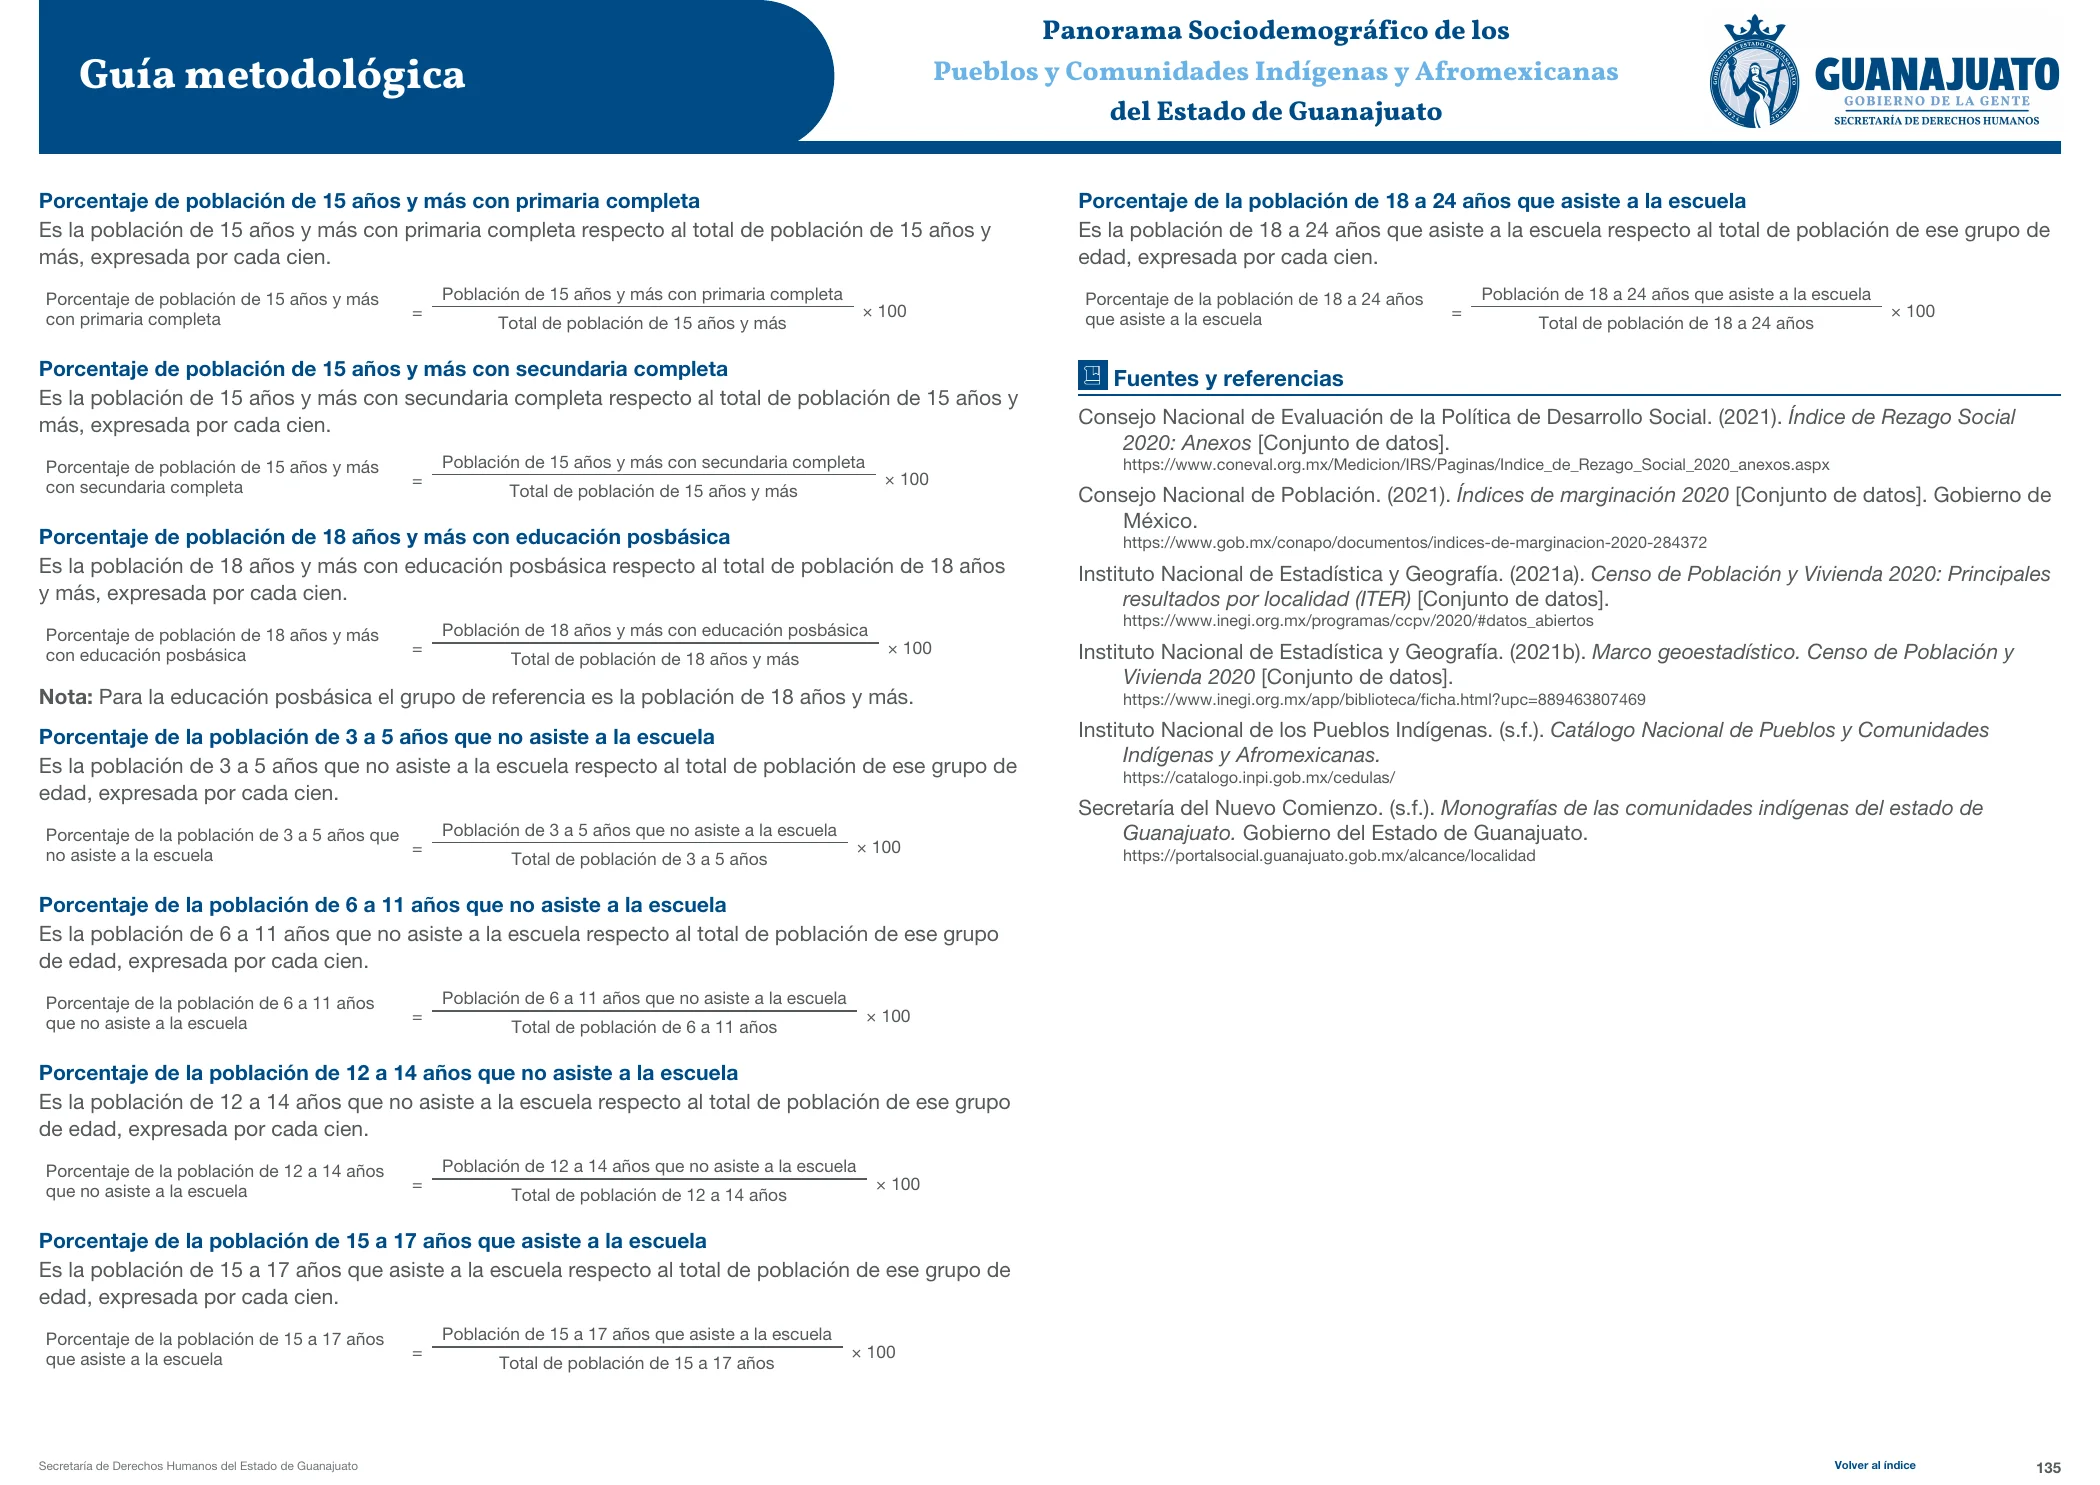 Guía metodológica
Panorama Sociodemográfico de los
Pueblos y Comunidades Indígenas y Afromexicanas
del Estado de Guanajuato
GUANAJUATO
GOBIERNO DE LA GENTE
SECRETARÍA DE DERECHOS HUMANOS
Porcentaje de población de 15 años y más con primaria completa
Es la población de 15 años y más con primaria completa respecto al total de población de 15 años y
más, expresada por cada cien.
Porcentaje de población de 15 años y más
con primaria completa
=
Población de 15 años y más con primaria completa
Total de población de 15 años y más
× 100
Porcentaje de población de 15 años y más con secundaria completa
Es la población de 15 años y más con secundaria completa respecto al total de población de 15 años y
más, expresada por cada cien.
Porcentaje de población de 15 años y más
con secundaria completa
=
Población de 15 años y más con secundaria completa
Total de población de 15 años y más
× 100
Porcentaje de población de 18 años y más con educación posbásica
Es la población de 18 años y más con educación posbásica respecto al total de población de 18 años
y más, expresada por cada cien.
Porcentaje de población de 18 años y más
con educación posbásica
=
Población de 18 años y más con educación posbásica
Total de población de 18 años y más
× 100
Nota: Para la educación posbásica el grupo de referencia es la población de 18 años y más.
Porcentaje de la población de 3 a 5 años que no asiste a la escuela
Es la población de 3 a 5 años que no asiste a la escuela respecto al total de población de ese grupo de
edad, expresada por cada cien.
Porcentaje de la población de 3 a 5 años que
no asiste a la escuela
=
Población de 3 a 5 años que no asiste a la escuela
Total de población de 3 a 5 años
× 100
Porcentaje de la población de 6 a 11 años que no asiste a la escuela
Es la población de 6 a 11 años que no asiste a la escuela respecto al total de población de ese grupo
de edad, expresada por cada cien.
Porcentaje de la población de 6 a 11 años
que no asiste a la escuela
=
Población de 6 a 11 años que no asiste a la escuela
Total de población de 6 a 11 años
× 100
Porcentaje de la población de 12 a 14 años que no asiste a la escuela
Es la población de 12 a 14 años que no asiste a la escuela respecto al total de población de ese grupo
de edad, expresada por cada cien.
Porcentaje de la población de 12 a 14 años
que no asiste a la escuela
=
Población de 12 a 14 años que no asiste a la escuela
Total de población de 12 a 14 años
× 100
Porcentaje de la población de 15 a 17 años que asiste a la escuela
Es la población de 15 a 17 años que asiste a la escuela respecto al total de población de ese grupo de
edad, expresada por cada cien.
Porcentaje de la población de 15 a 17 años
que asiste a la escuela
=
Población de 15 a 17 años que asiste a la escuela
Total de población de 15 a 17 años
× 100
Porcentaje de la población de 18 a 24 años que asiste a la escuela
Es la población de 18 a 24 años que asiste a la escuela respecto al total de población de ese grupo de
edad, expresada por cada cien.
Porcentaje de la población de 18 a 24 años
que asiste a la escuela
=
Población de 18 a 24 años que asiste a la escuela
Total de población de 18 a 24 años
× 100
Fuentes y referencias
Consejo Nacional de Evaluación de la Política de Desarrollo Social. (2021). Índice de Rezago Social
2020: Anexos [Conjunto de datos].
https://www.coneval.org.mx/Medicion/IRS/Paginas/Indice_de_Rezago_Social_2020_anexos.aspx
Consejo Nacional de Población. (2021). Índices de marginación 2020 [Conjunto de datos]. Gobierno de
México.
https://www.gob.mx/conapo/documentos/indices-de-marginacion-2020-284372
Instituto Nacional de Estadística y Geografía. (2021a). Censo de Población y Vivienda 2020: Principales
resultados por localidad (ITER) [Conjunto de datos].
https://www.inegi.org.mx/programas/ccpv/2020/#datos_abiertos
Instituto Nacional de Estadística y Geografía. (2021b). Marco geoestadístico. Censo de Población y
Vivienda 2020 [Conjunto de datos].
https://www.inegi.org.mx/app/biblioteca/ficha.html?upc=889463807469
Instituto Nacional de los Pueblos Indígenas. (s.f.). Catálogo Nacional de Pueblos y Comunidades
Indígenas y Afromexicanas.
https://catalogo.inpi.gob.mx/cedulas/
Secretaría del Nuevo Comienzo. (s.f.). Monografías de las comunidades indígenas del estado de
Guanajuato. Gobierno del Estado de Guanajuato.
https://portalsocial.guanajuato.gob.mx/alcance/localidad
Secretaría de Derechos Humanos del Estado de Guanajuato
Volver al índice
135